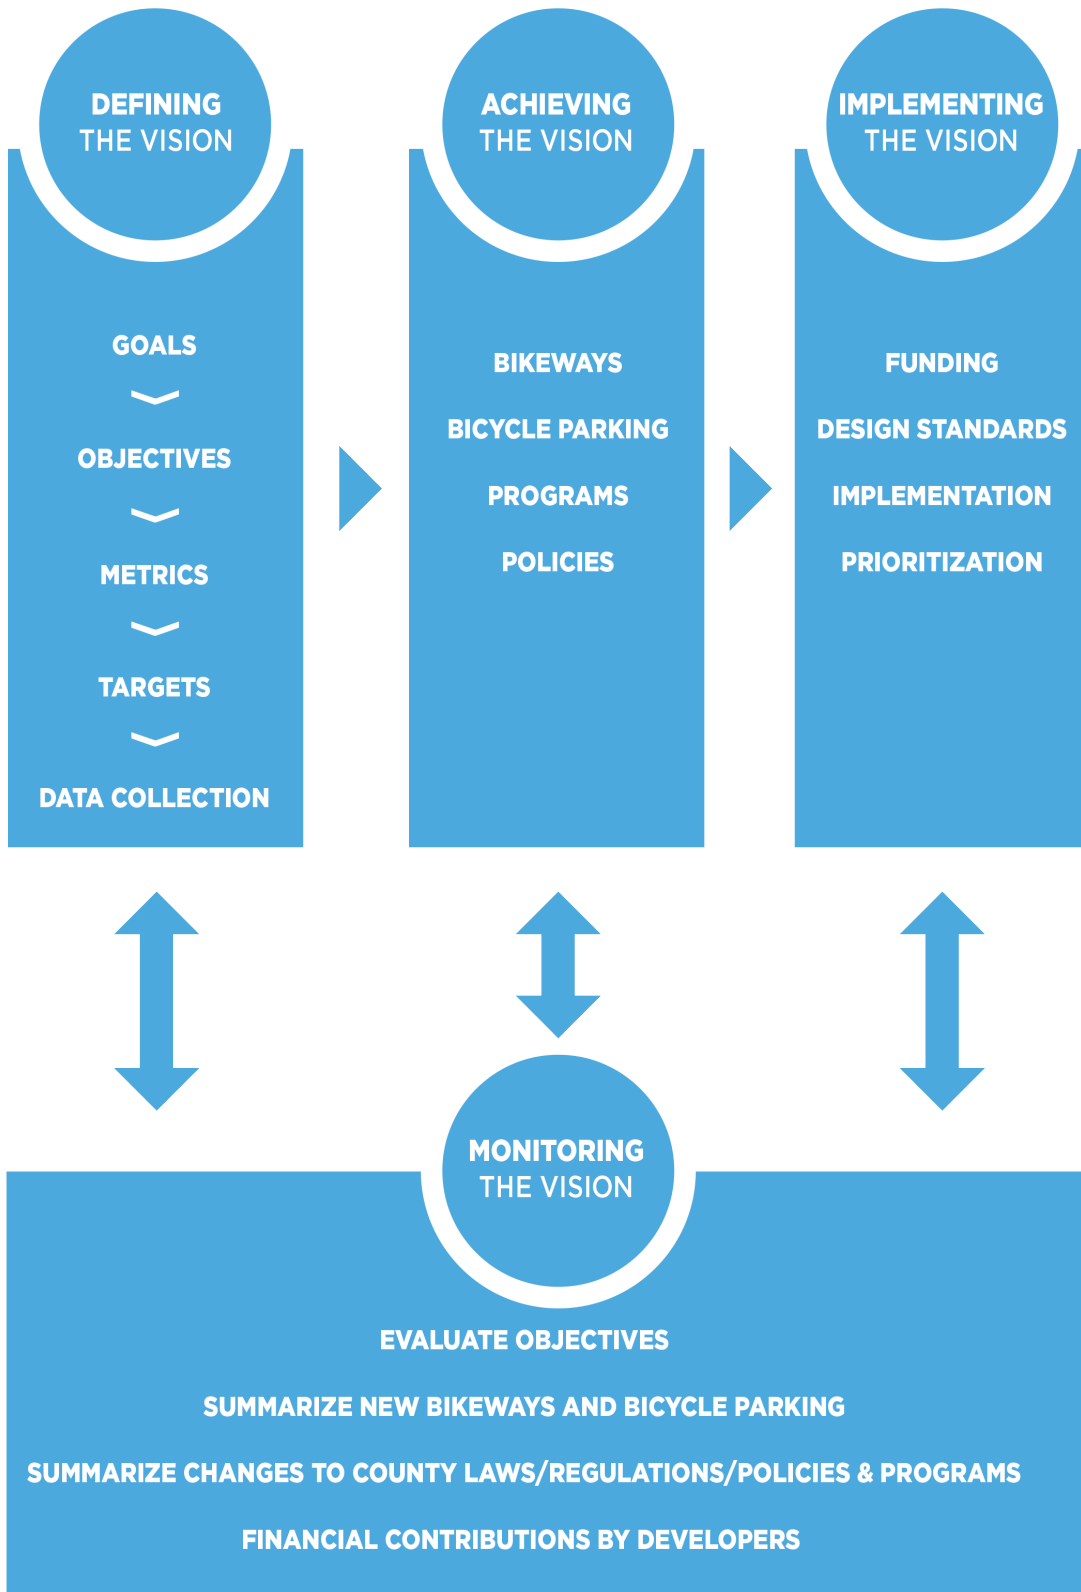 DEFINING
THE VISION
GOALS
OBJECTIVES
METRICS
TARGETS
DATA COLLECTION
ACHIEVING
THE VISION
BIKEWAYS
BICYCLE PARKING
PROGRAMS
POLICIES
IMPLEMENTING
THE VISION
FUNDING
DESIGN STANDARDS
IMPLEMENTATION
PRIORITIZATION
MONITORING
THE VISION
EVALUATE OBJECTIVES
SUMMARIZE NEW BIKEWAYS AND BICYCLE PARKING
SUMMARIZE CHANGES TO COUNTY LAWS/REGULATIONS/POLICIES & PROGRAMS
FINANCIAL CONTRIBUTIONS BY DEVELOPERS